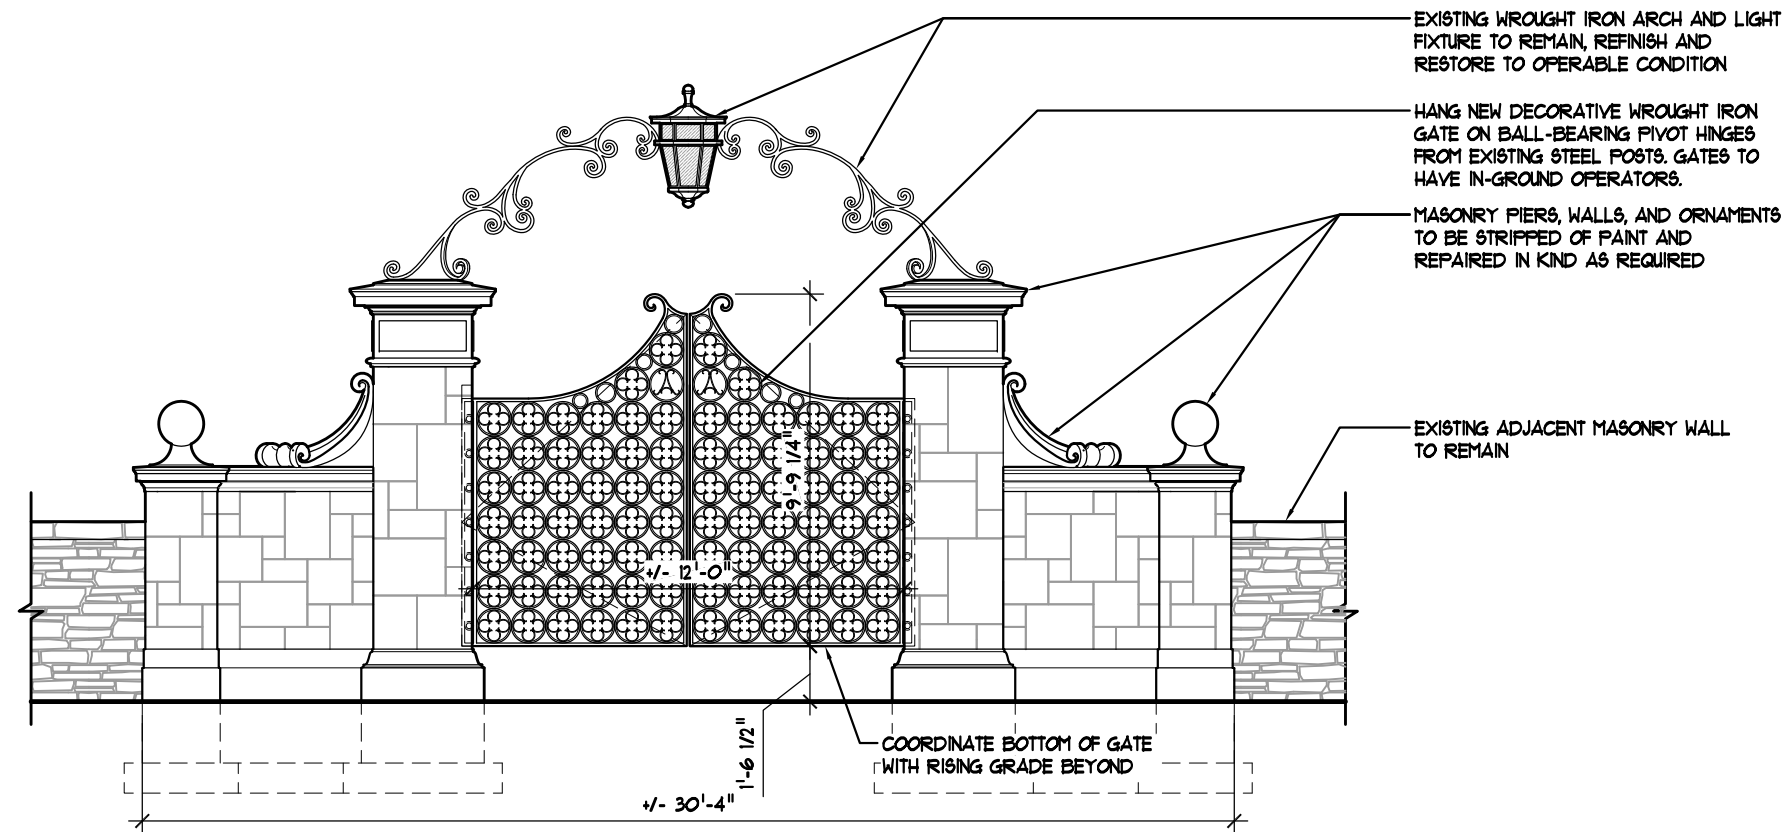 EXISTING WROUGHT IRON ARCH AND LIGHT
FIXTURE TO REMAIN, REFINISH AND
RESTORE TO OPERABLE CONDITION
HANG NEW DECORATIVE WROUGHT IRON
GATE ON BALL-BEARING PIVOT HINGES
FROM EXISTING STEEL POSTS. GATES TO
HAVE IN-GROUND OPERATORS.
MASONRY PIERS, WALLS, AND ORNAMENTS
TO BE STRIPPED OF PAINT AND
REPAIRED IN KIND AS REQUIRED
EXISTING ADJACENT MASONRY WALL
TO REMAIN
A A
9'-9 1/4"
+/- 12'-0"
1'-6 1/2"
COORDINATE BOTTOM OF GATE
WITH RISING GRADE BEYOND
+/- 30'-4"